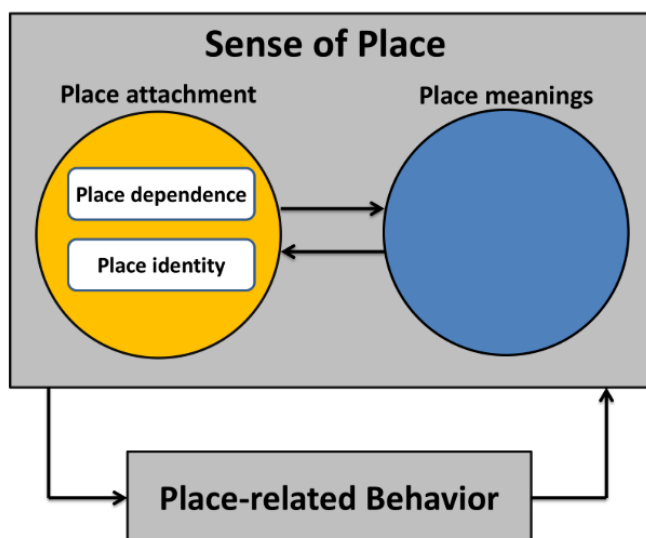 Sense of Place
Place attachment
Place meanings
Place dependence
Place identity
Place-related Behavior